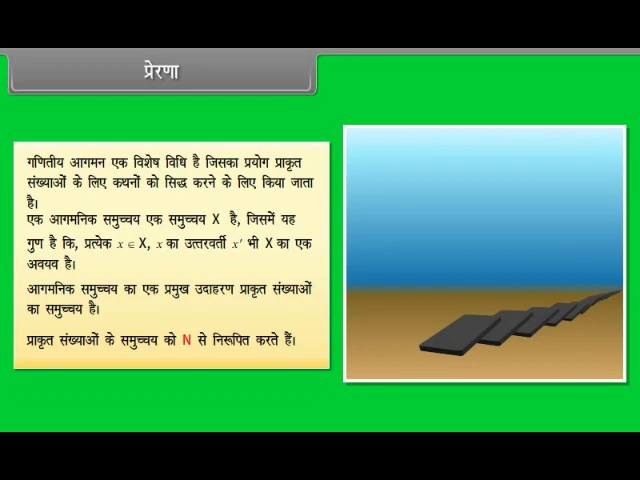 प्रेरणा
गणितीय आगमन एक विशेष विधि है जिसका प्रयोग प्राकृत
संख्याओं के लिए कथनों को सिद्ध करने के लिए किया जाता
है।
एक आगमनिक समुच्चय एक समुच्चय X है, जिसमें यह
गुण है कि, प्रत्येक x ∈ X, x का उत्तरवर्ती x' भी X का एक
अवयव है।
आगमनिक समुच्चय का एक प्रमुख उदाहरण प्राकृत संख्याओं
का समुच्चय है।
प्राकृत संख्याओं के समुच्चय को N से निरूपित करते हैं।